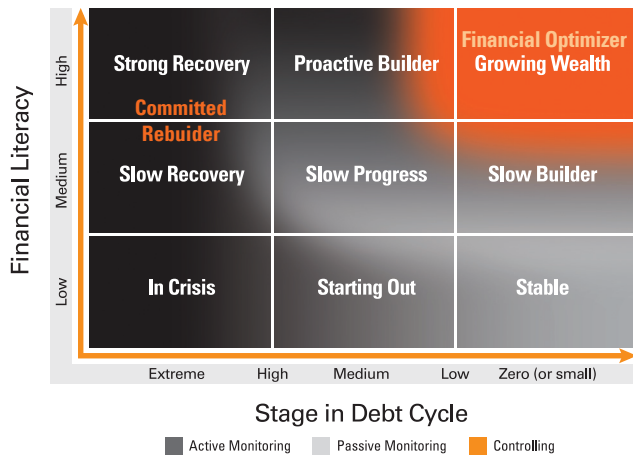 Financial Literacy
High
Medium
Low
Strong Recovery
Proactive Builder
Financial Optimizer
Growing Wealth
Committed
Rebuider
Slow Recovery
Slow Progress
Slow Builder
In Crisis
Starting Out
Stable
Extreme
High
Medium
Low
Zero (or small)
Stage in Debt Cycle
Active Monitoring
Passive Monitoring
Controlling